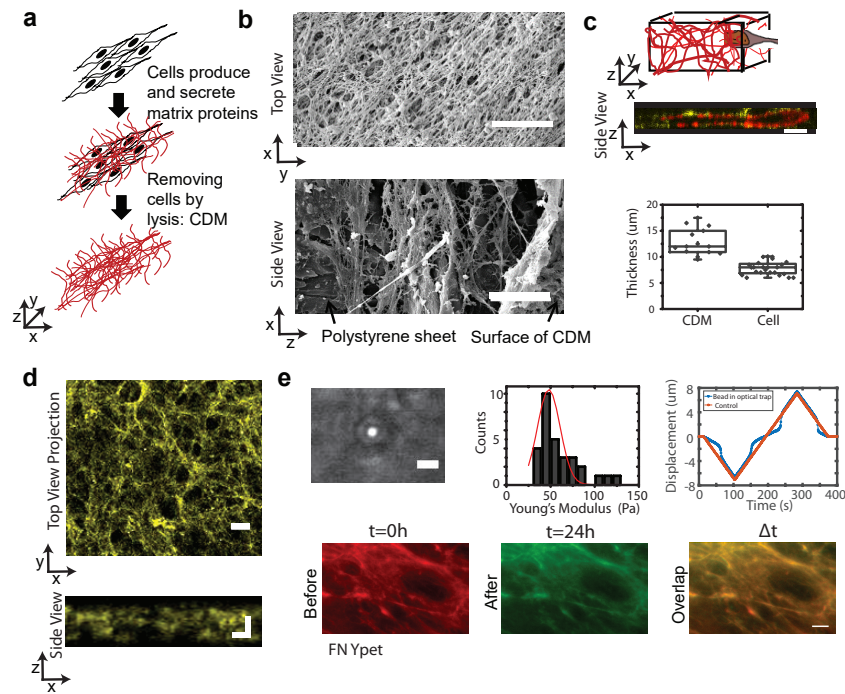 a
Cells produce
and secrete
matrix proteins
Removing
cells by
lysis: CDM
y
z
x
b
Top View
x
y
Side View
x
z
Polystyrene sheet
Surface of CDM
c
y
z
x
Side View
z
x
Thickness (um)
20
15
10
5
0
CDM
Cell
d
Top View Projection
y
x
Side View
z
x
e
Counts
10
8
6
4
2
0
0
50
100
150
Young's Modulus (Pa)
Displacement (um)
8
4
0
-4
-8
Bead in optical trap
Control
0
100
200
300
400
Time (s)
t=0h
t=24h
Δt
Before
After
Overlap
FN Ypet